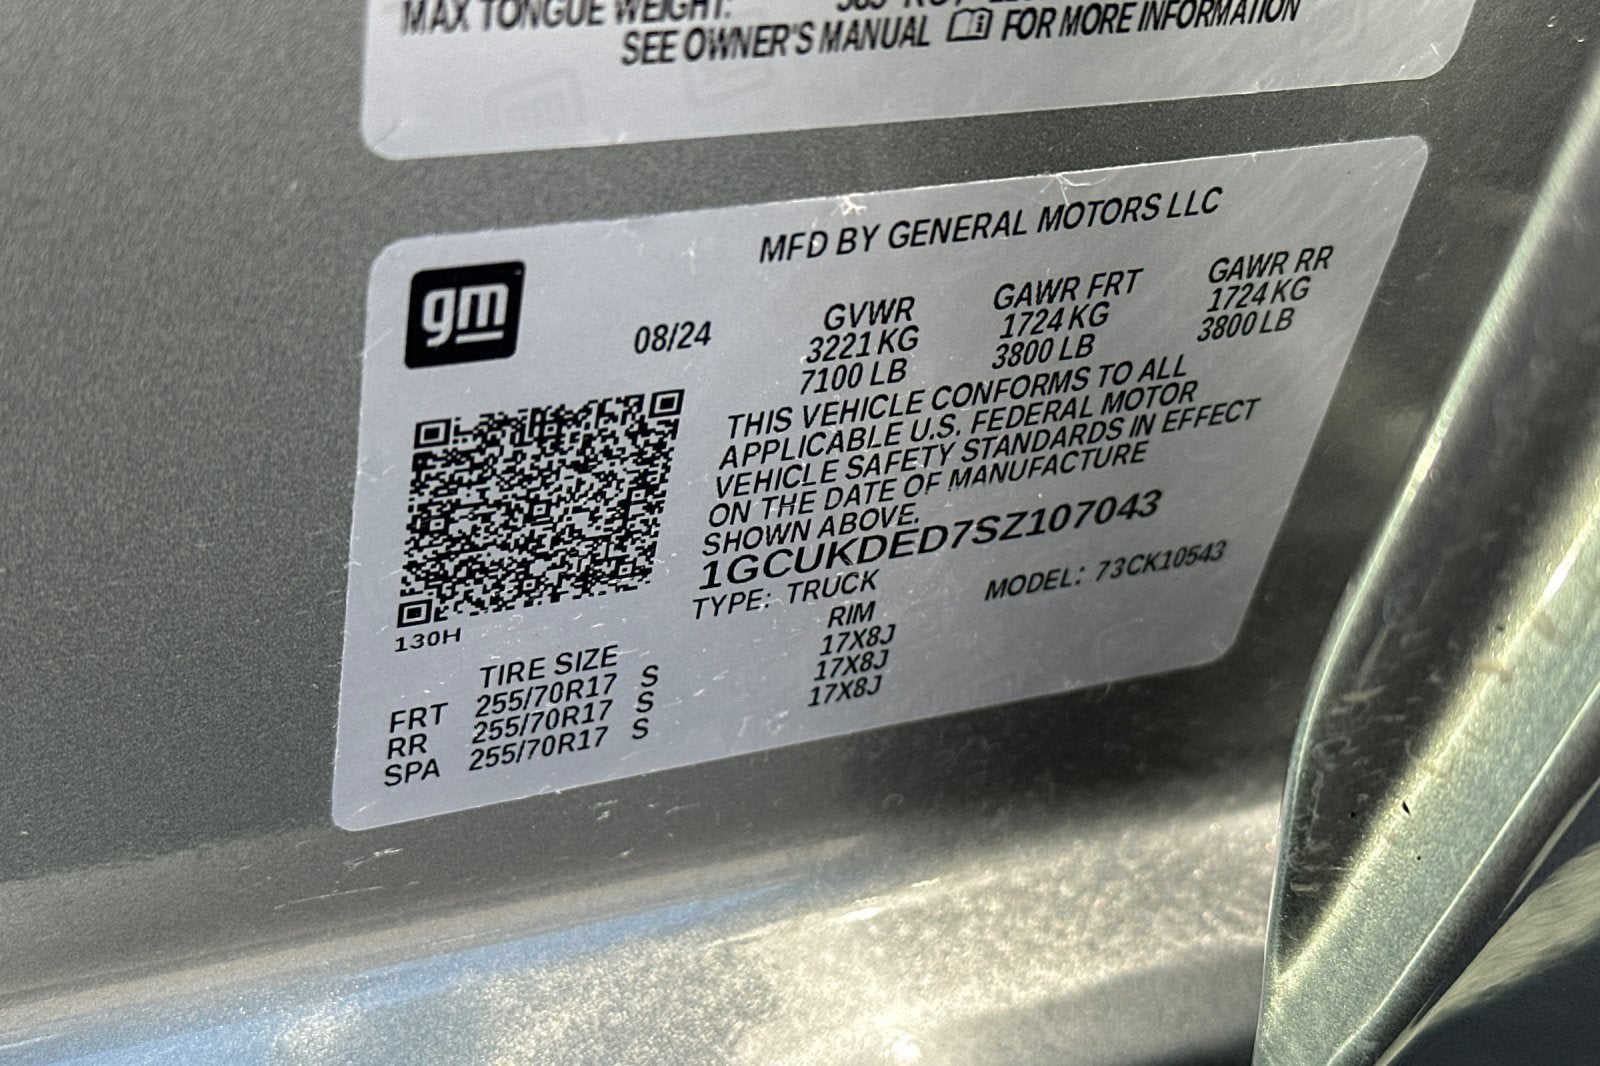 MAX TONGUE WEIGHT:
SEE OWNER'S MANUAL FOR MORE INFORMATION
gm
MFD BY GENERAL MOTORS LLC
08/24
GVWR GAWR FRT GAWR RR
3221 KG 1724 KG 1724 KG
7100 LB 3800 LB 3800 LB
THIS VEHICLE CONFORMS TO ALL
APPLICABLE U.S. FEDERAL MOTOR
VEHICLE SAFETY STANDARDS IN EFFECT
ON THE DATE OF MANUFACTURE
SHOWN ABOVE.
1GCUKDED7SZ107043
TYPE: TRUCK MODEL: 73CK10543
130H
TIRE SIZE RIM
FRT 255/70R17 S 17X8J
RR 255/70R17 S 17X8J
SPA 255/70R17 S 17X8J